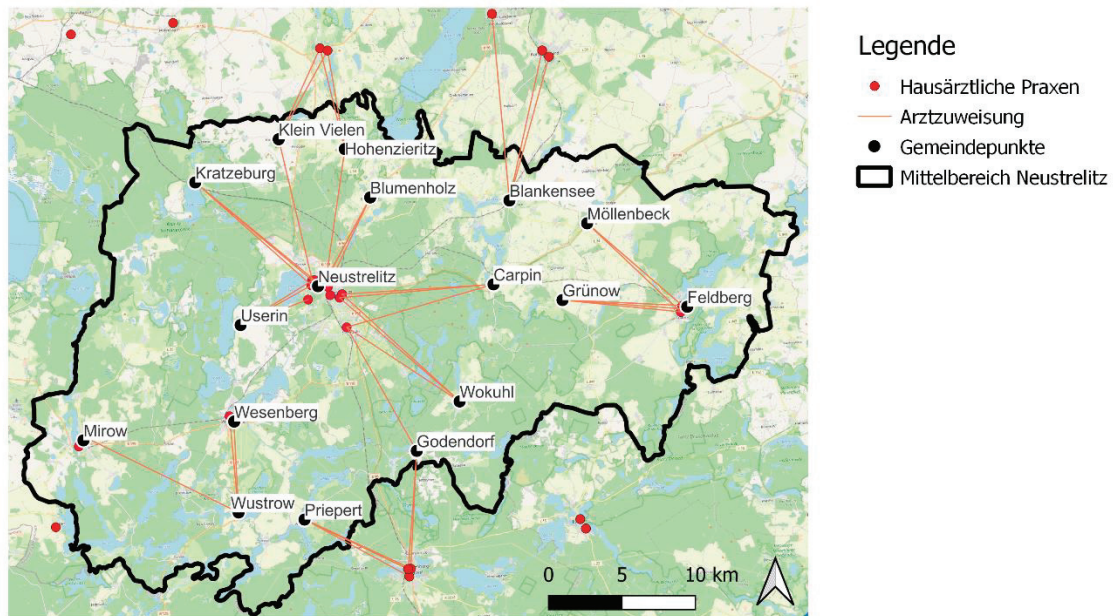 Legende
Hausärztliche Praxen
Arztzuweisung
Gemeindepunkte
Mittelbereich Neustrelitz
Klein Vielen
Hohenzieritz
Kratzeburg
Blumenholz
Blankensee
Möllenbeck
Neustrelitz
Carpin
Grünow
Feldberg
Userin
Wokuhl
Wesenberg
Mirow
Godendorf
Wustrow
Priepert
0 5 10 km